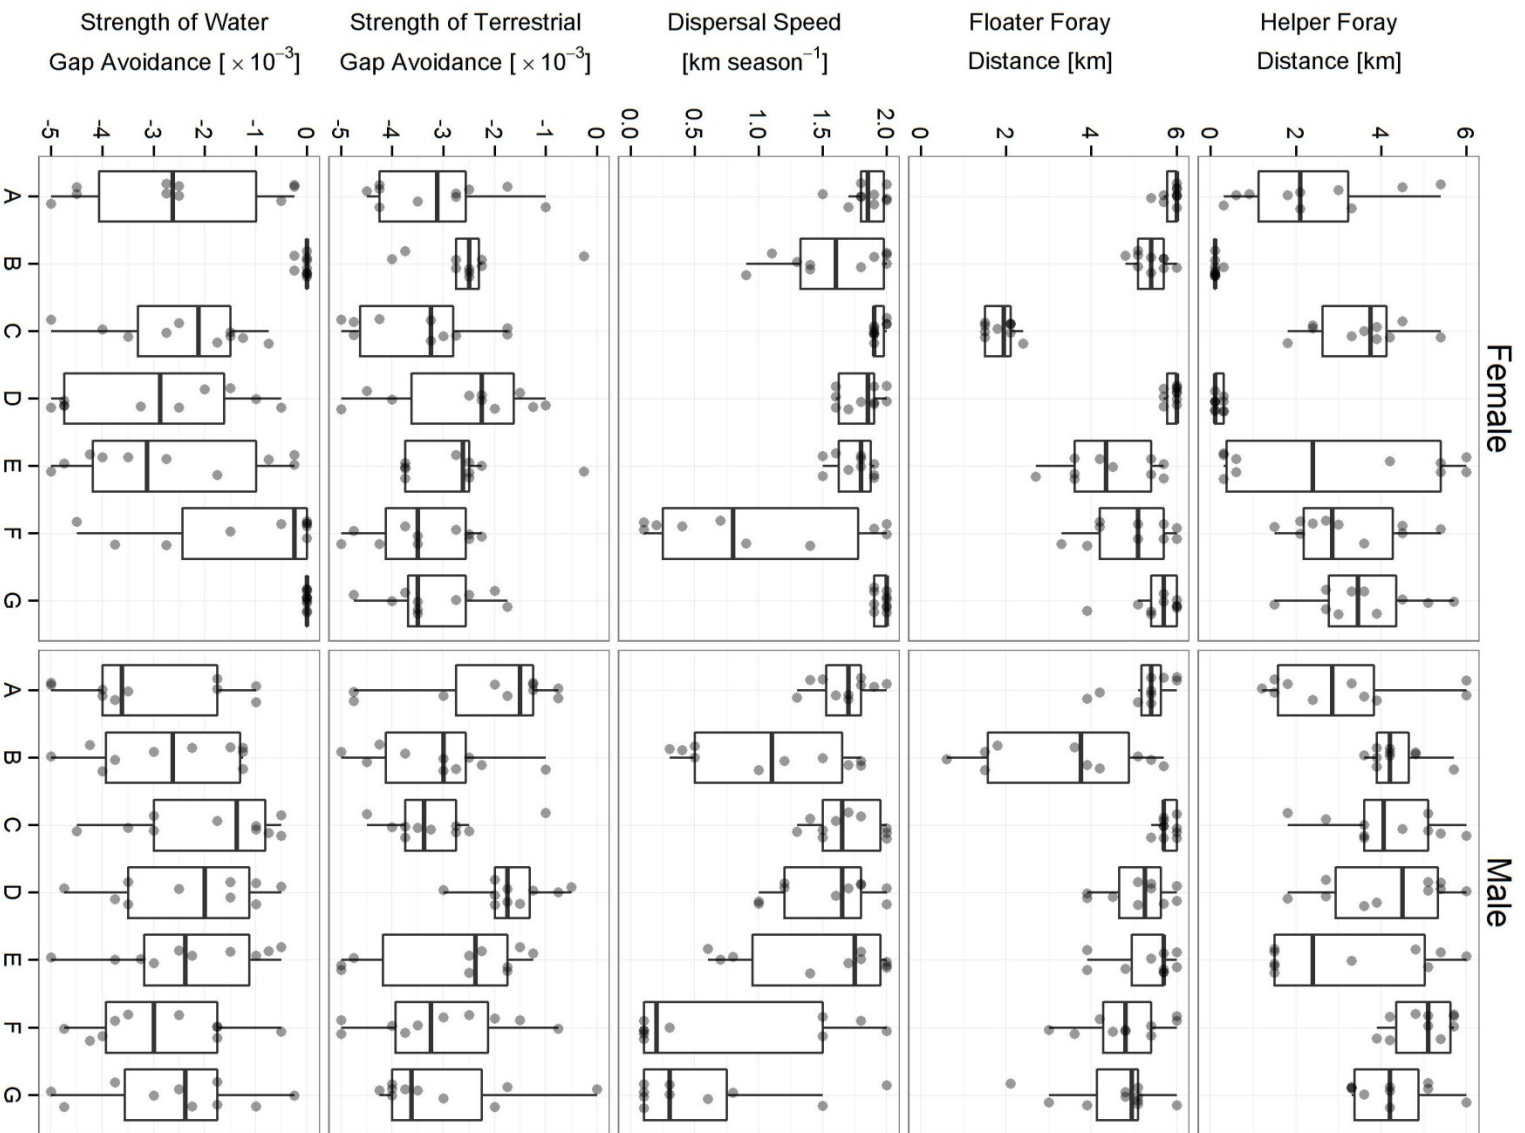 Strength of Water
Gap Avoidance [ × 10⁻³]
Strength of Terrestrial
Gap Avoidance [ × 10⁻³]
Dispersal Speed
[km season⁻¹]
Floater Foray
Distance [km]
Helper Foray
Distance [km]
-5 -4 -3 -2 -1 0
-5 -4 -3 -2 -1 0
0.0 0.5 1.0 1.5 2.0
0 2 4 6
0 2 4 6
Female
A
B
C
D
E
F
G
Male
A
B
C
D
E
F
G